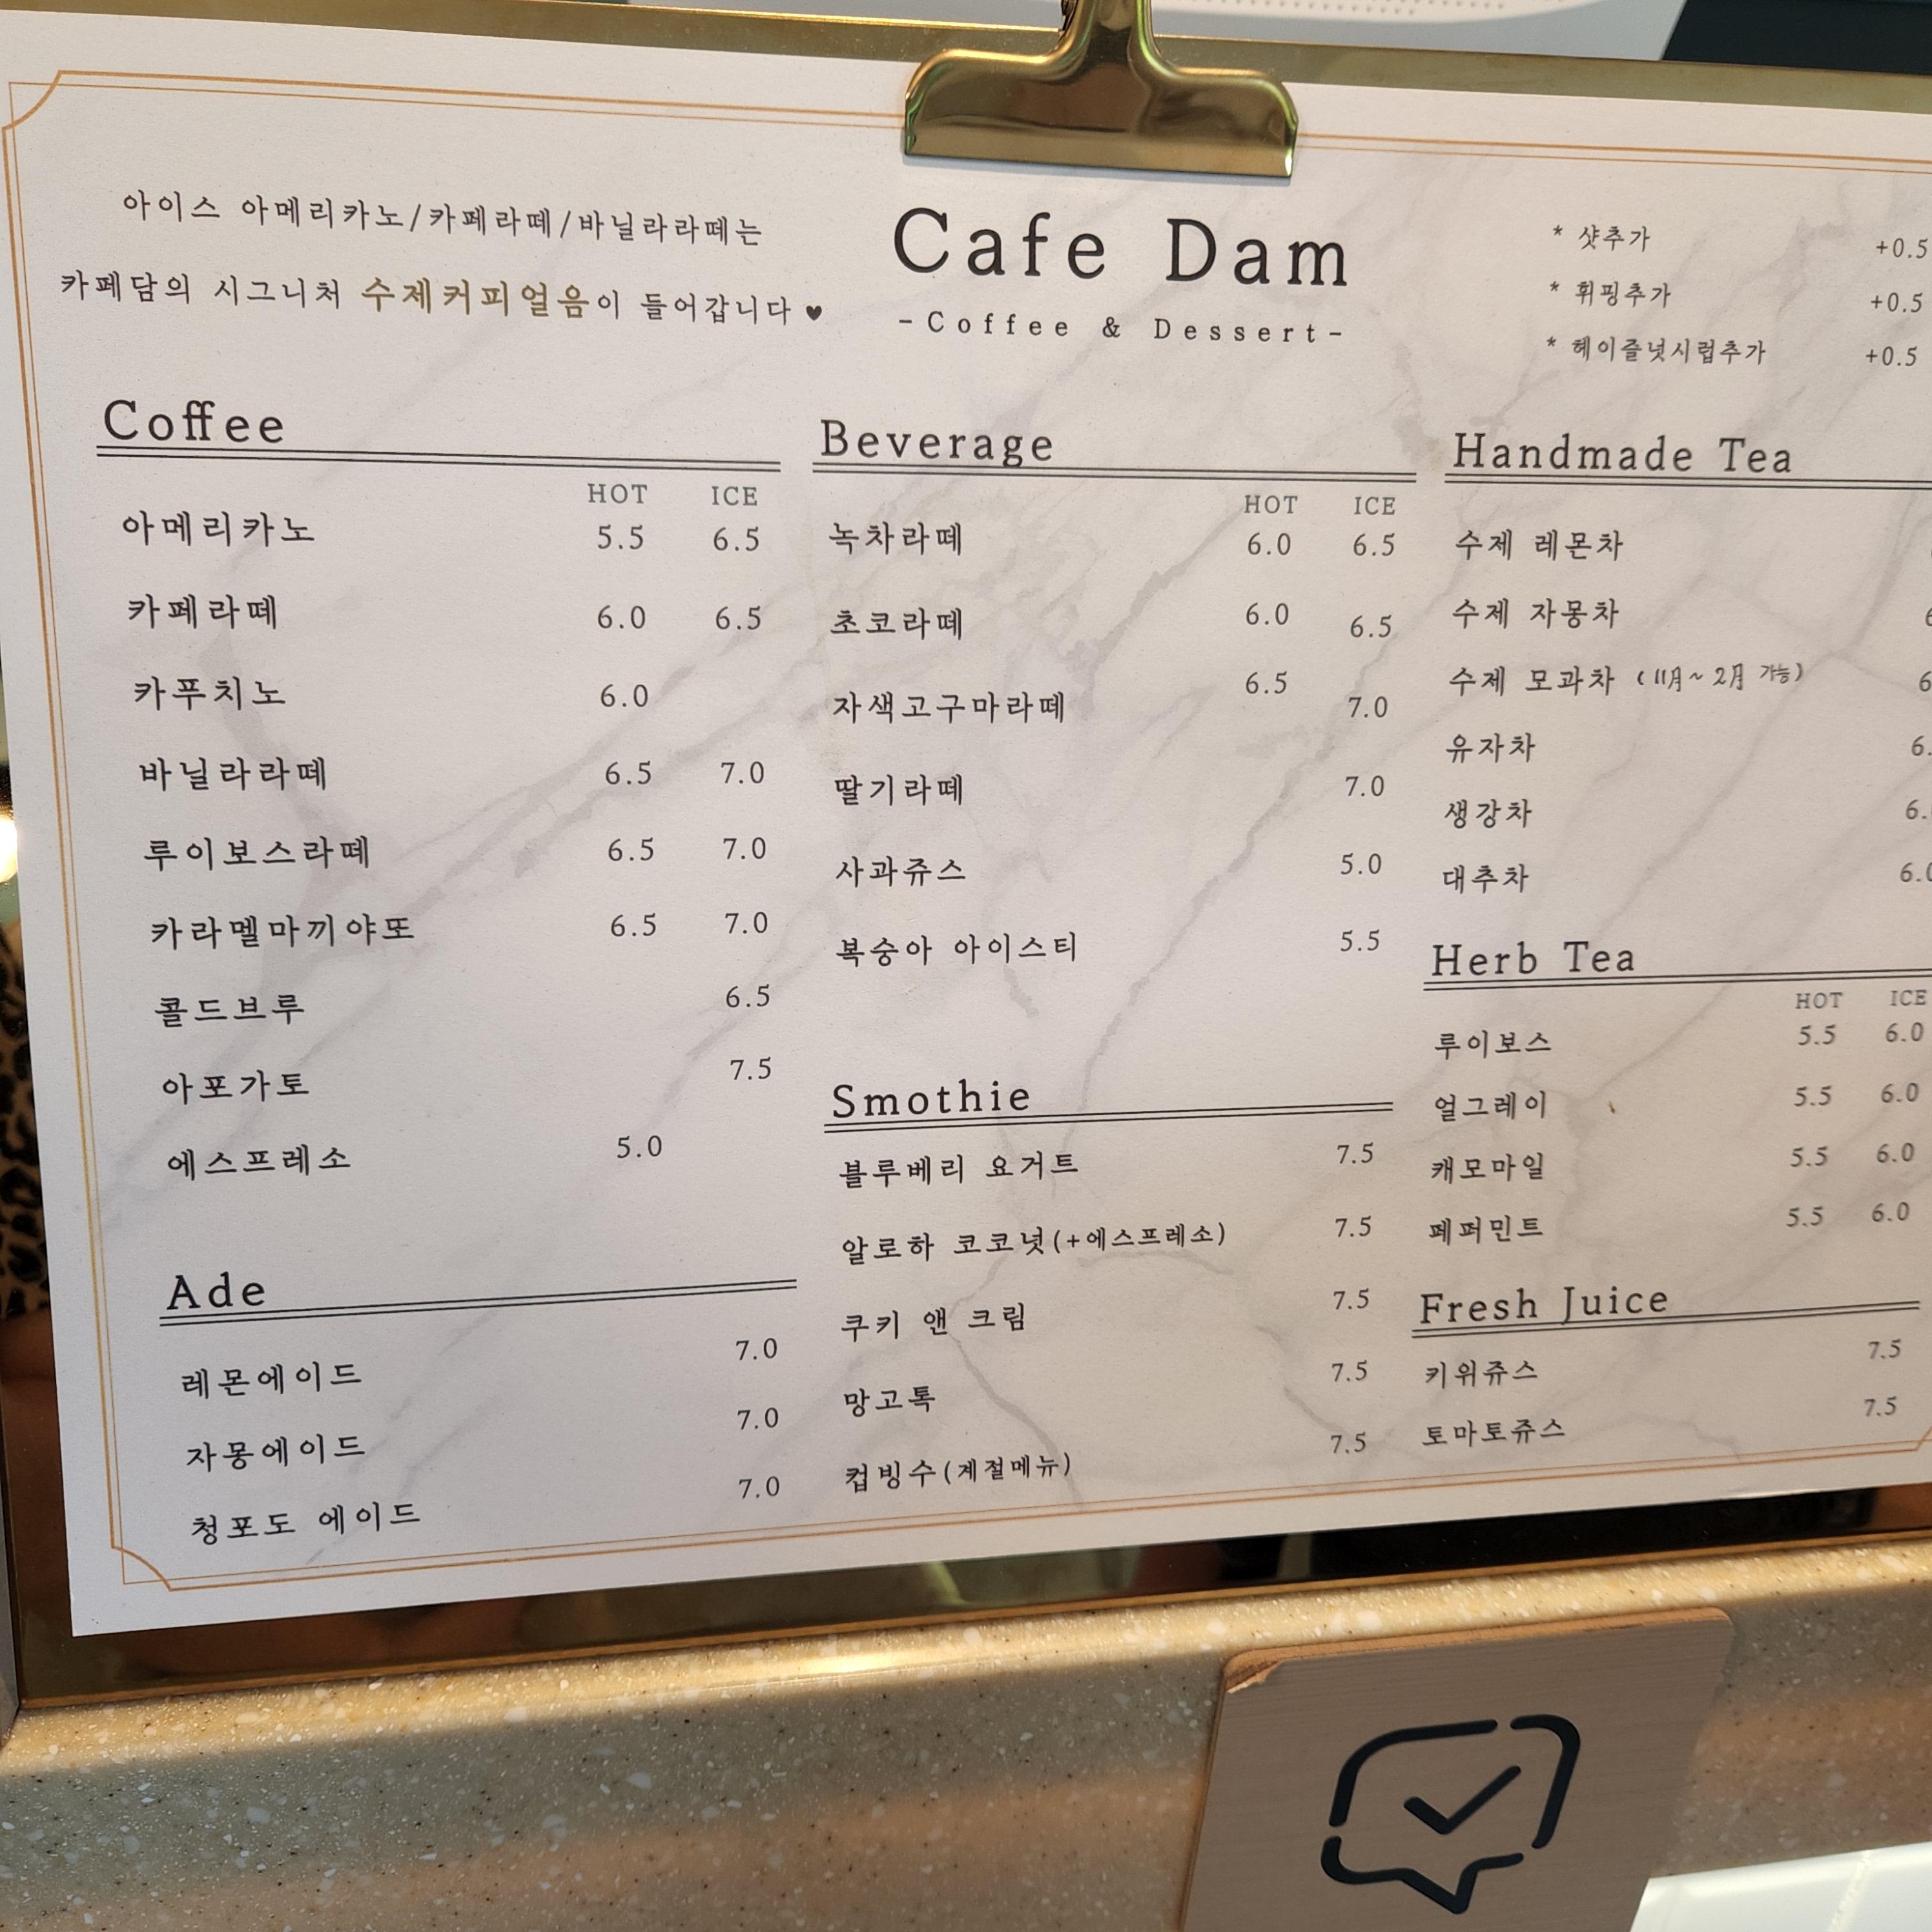 아이스 아메리카노/카페라떼/바닐라라떼는
카페담의 시그니처 수제커피얼음이 들어갑니다 ♥
Cafe Dam
-Coffee & Dessert-
* 샷추가 +0.5
* 휘핑추가 +0.5
* 헤이즐넛시럽추가 +0.5
Coffee
HOT ICE
아메리카노 5.5 6.5
카페라떼 6.0 6.5
카푸치노 6.0
바닐라라떼 6.5 7.0
루이보스라떼 6.5 7.0
카라멜마끼야또 6.5 7.0
콜드브루 6.5
아포가토 7.5
에스프레소 5.0
Ade
레몬에이드 7.0
자몽에이드 7.0
청포도 에이드 7.0
Beverage
HOT ICE
녹차라떼 6.0 6.5
초코라떼 6.0 6.5
자색고구마라떼 6.5 7.0
딸기라떼 7.0
사과쥬스 5.0
복숭아 아이스티 5.5
Smothie
블루베리 요거트 7.5
알로하 코코넛(+에스프레소) 7.5
쿠키 앤 크림 7.5
망고톡 7.5
컵빙수(계절메뉴) 7.5
Handmade Tea
수제 레몬차
수제 자몽차
수제 모과차 (11月~2月 가능)
유자차 6.
생강차 6.
대추차 6.0
Herb Tea
HOT ICE
루이보스 5.5 6.0
얼그레이 5.5 6.0
캐모마일 5.5 6.0
페퍼민트 5.5 6.0
Fresh Juice
키위쥬스 7.5
토마토쥬스 7.5